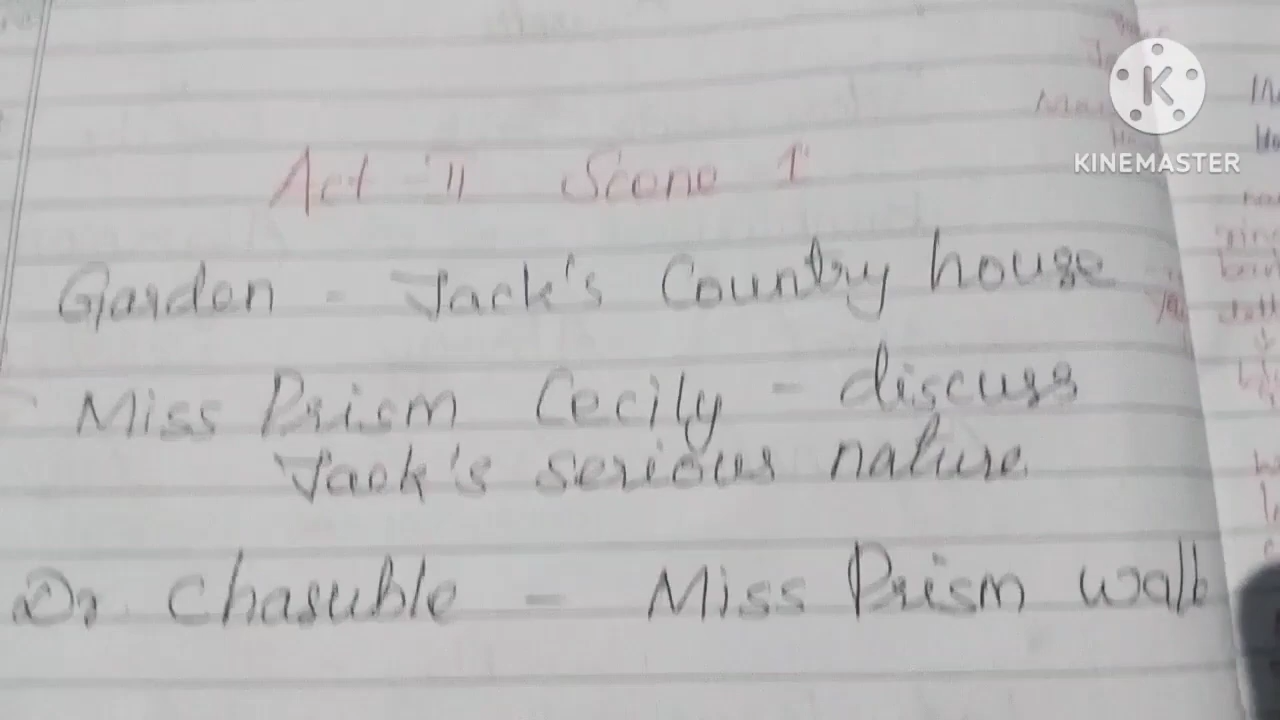 Act - II Scene 1
Garden - Jack's Country house
Miss Prism Cecily - discuss
Jack's serious nature
Dr. Chasuble - Miss Prism walk
KINEMASTER